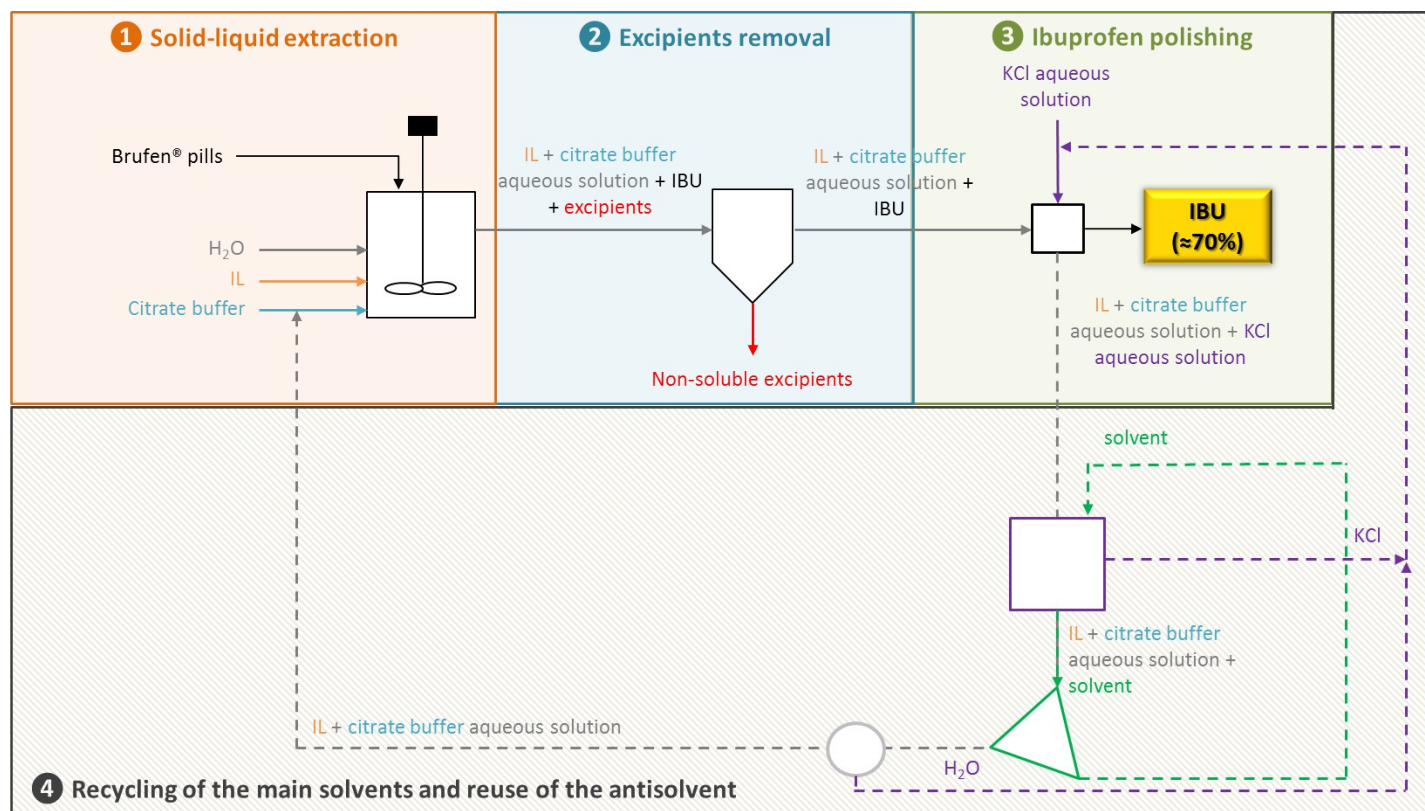 1 Solid-liquid extraction
2 Excipients removal
3 Ibuprofen polishing
KCl aqueous
solution
Brufen® pills
IL + citrate buffer
aqueous solution + IBU
+ excipients
IL + citrate buffer
aqueous solution +
IBU
IBU
(≈70%)
H₂O
IL
Citrate buffer
Non-soluble excipients
IL + citrate buffer
aqueous solution + KCl
aqueous solution
solvent
KCl
IL + citrate buffer
aqueous solution +
solvent
IL + citrate buffer aqueous solution
H₂O
4 Recycling of the main solvents and reuse of the antisolvent